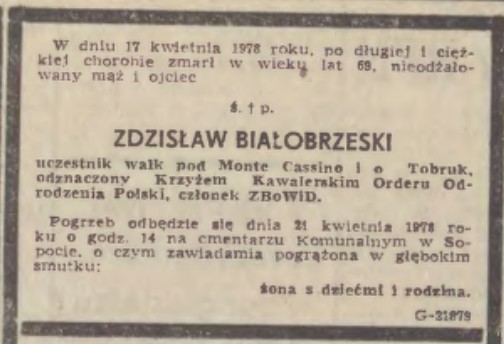 W dniu 17 kwietnia 1978 roku, po długiej i cięż-
kiej chorobie zmarł w wieku lat 69, nieodżało-
wany mąż i ojciec
ś. † p.
ZDZISŁAW BIAŁOBRZESKI
uczestnik walk pod Monte Cassino i o Tobruk,
odznaczony Krzyżem Kawalerskim Orderu Od-
rodzenia Polski, członek ZBoWiD.
Pogrzeb odbędzie się dnia 21 kwietnia 1978 ro-
ku o godz. 14 na cmentarzu Komunalnym w So-
pocie, o czym zawiadamia pogrążona w głębokim
smutku:
żona s dziećmi i rodzina.
G-21879